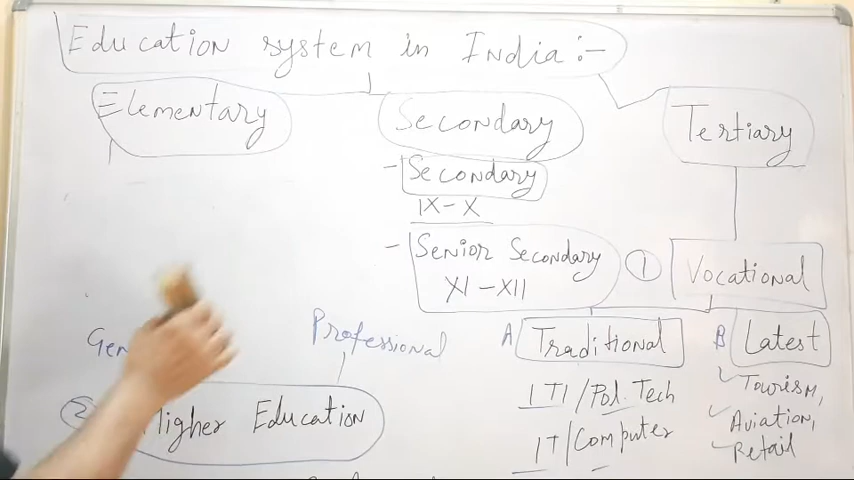 Education system in India :-
Elementary
Secondary
Tertiary
- Secondary
IX - X
- Senior Secondary
XI - XII
① Vocational
A Traditional
ITI / Pol. Tech
IT / Computer
B Latest
Tourism,
Aviation,
Retail
Professional
② Higher Education